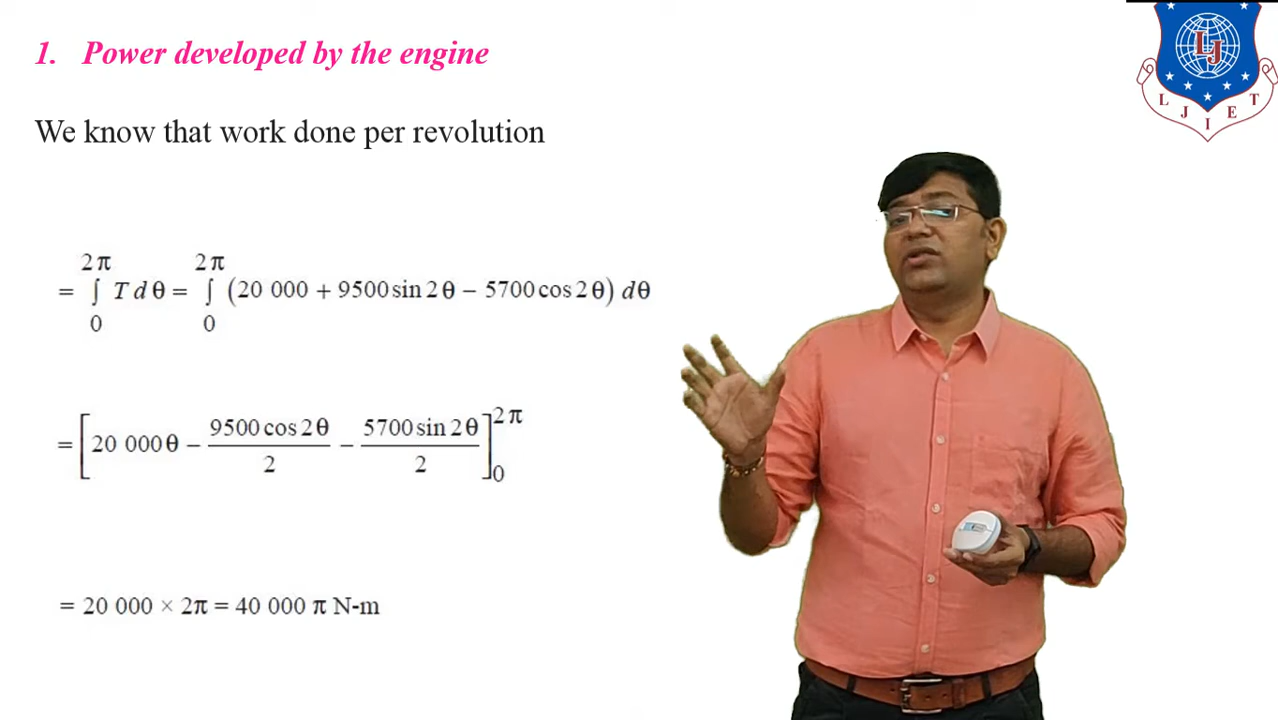 1. Power developed by the engine
We know that work done per revolution
= ∫₀^2π T dθ = ∫₀^2π (20 000 + 9500 sin 2θ − 5700 cos 2θ) dθ
= [20 000θ − 9500 cos 2θ / 2 − 5700 sin 2θ / 2]₀^2π
= 20 000 × 2π = 40 000 π N-m
LJ
L J I E T